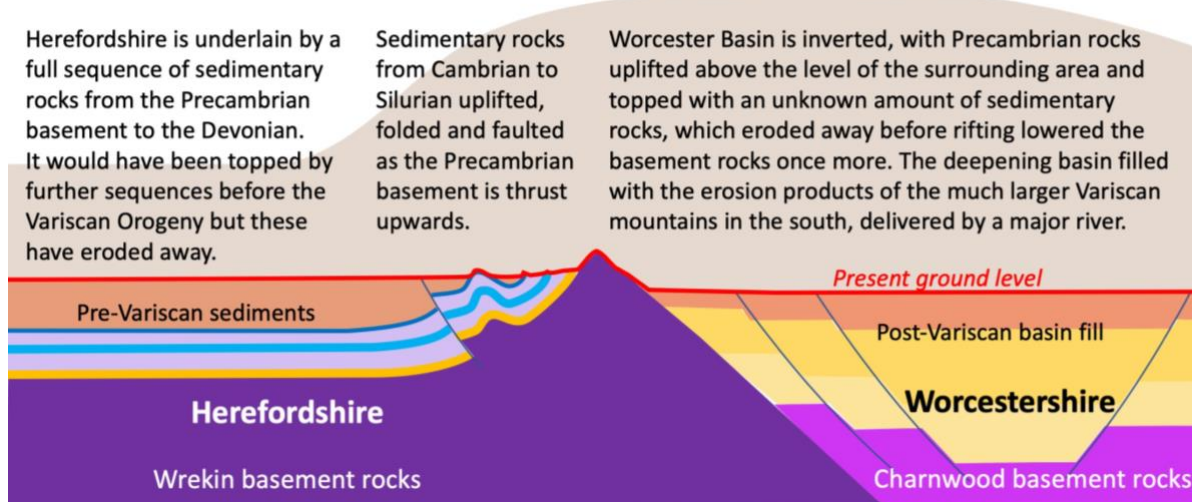 Herefordshire is underlain by a
full sequence of sedimentary
rocks from the Precambrian
basement to the Devonian.
It would have been topped by
further sequences before the
Variscan Orogeny but these
have eroded away.
Sedimentary rocks
from Cambrian to
Silurian uplifted,
folded and faulted
as the Precambrian
basement is thrust
upwards.
Worcester Basin is inverted, with Precambrian rocks
uplifted above the level of the surrounding area and
topped with an unknown amount of sedimentary
rocks, which eroded away before rifting lowered the
basement rocks once more. The deepening basin filled
with the erosion products of the much larger Variscan
mountains in the south, delivered by a major river.
Present ground level
Pre-Variscan sediments
Post-Variscan basin fill
Herefordshire
Worcestershire
Wrekin basement rocks
Charnwood basement rocks